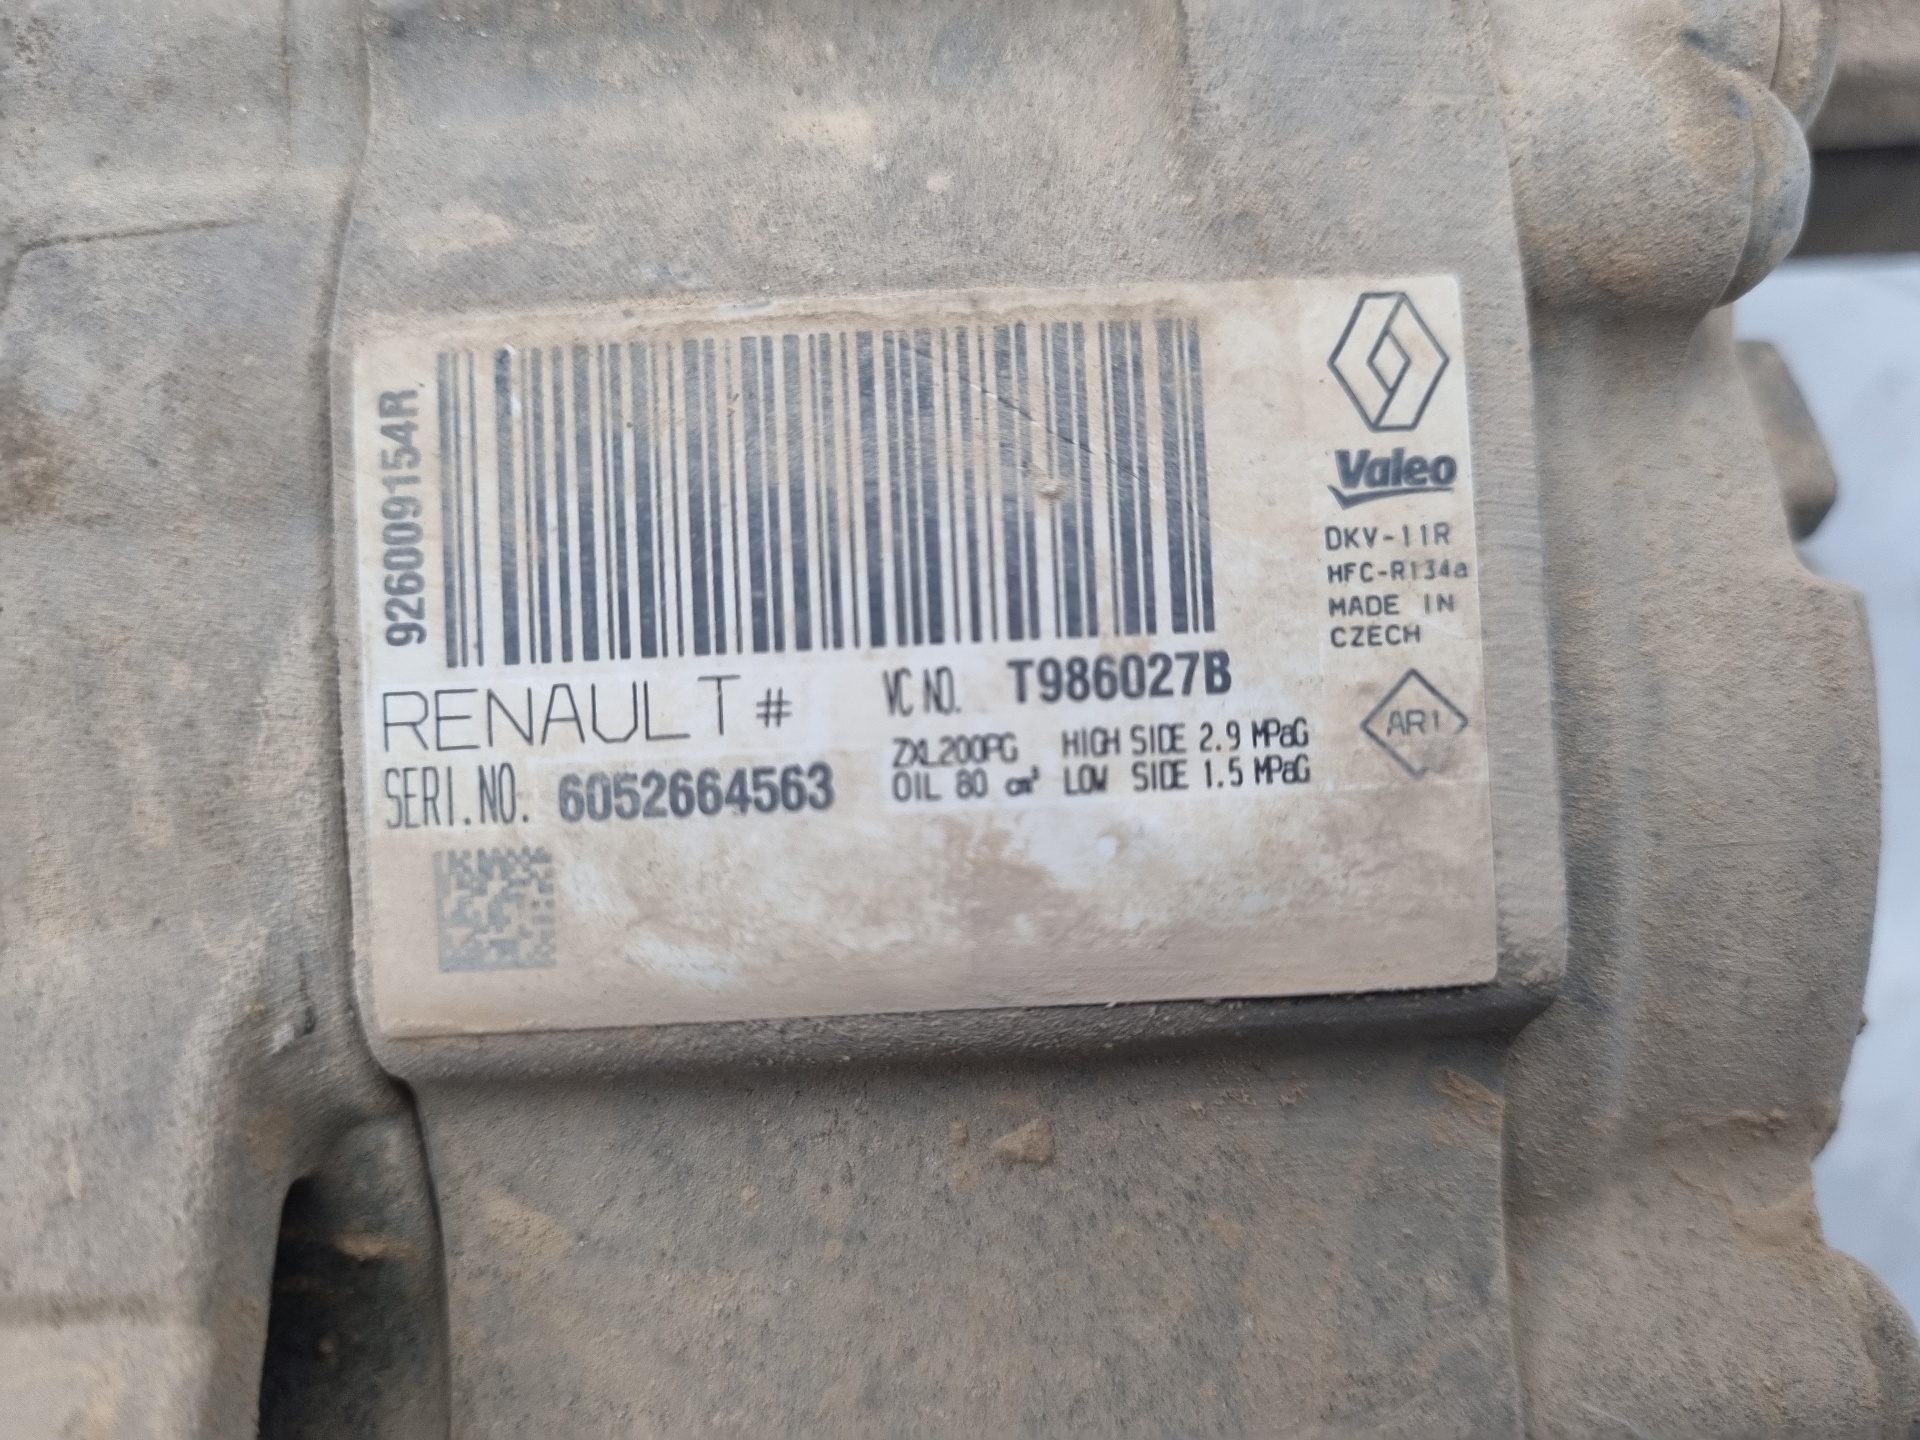 926009154R
RENAULT #
SERI.NO. 6052664563
VC NO. T986027B
ZXL200PG HIGH SIDE 2.9 MPaG
OIL 80 cm³ LOW SIDE 1.5 MPaG
Valeo
DKV-11R
HFC-R134a
MADE IN
CZECH
AR1